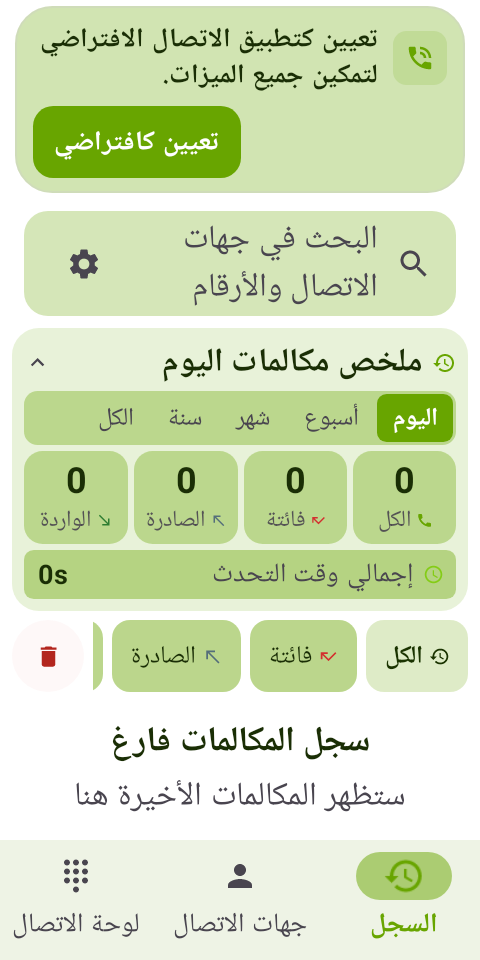 تعيين كتطبيق الاتصال الافتراضي
لتمكين جميع الميزات.
تعيين كافتراضي
البحث في جهات
الاتصال والأرقام
ملخص مكالمات اليوم
اليوم أسبوع شهر سنة الكل
0 0 0 0
الكل فائتة الصادرة الواردة
إجمالي وقت التحدث 0s
الكل فائتة الصادرة
سجل المكالمات فارغ
ستظهر المكالمات الأخيرة هنا
السجل جهات الاتصال لوحة الاتصال